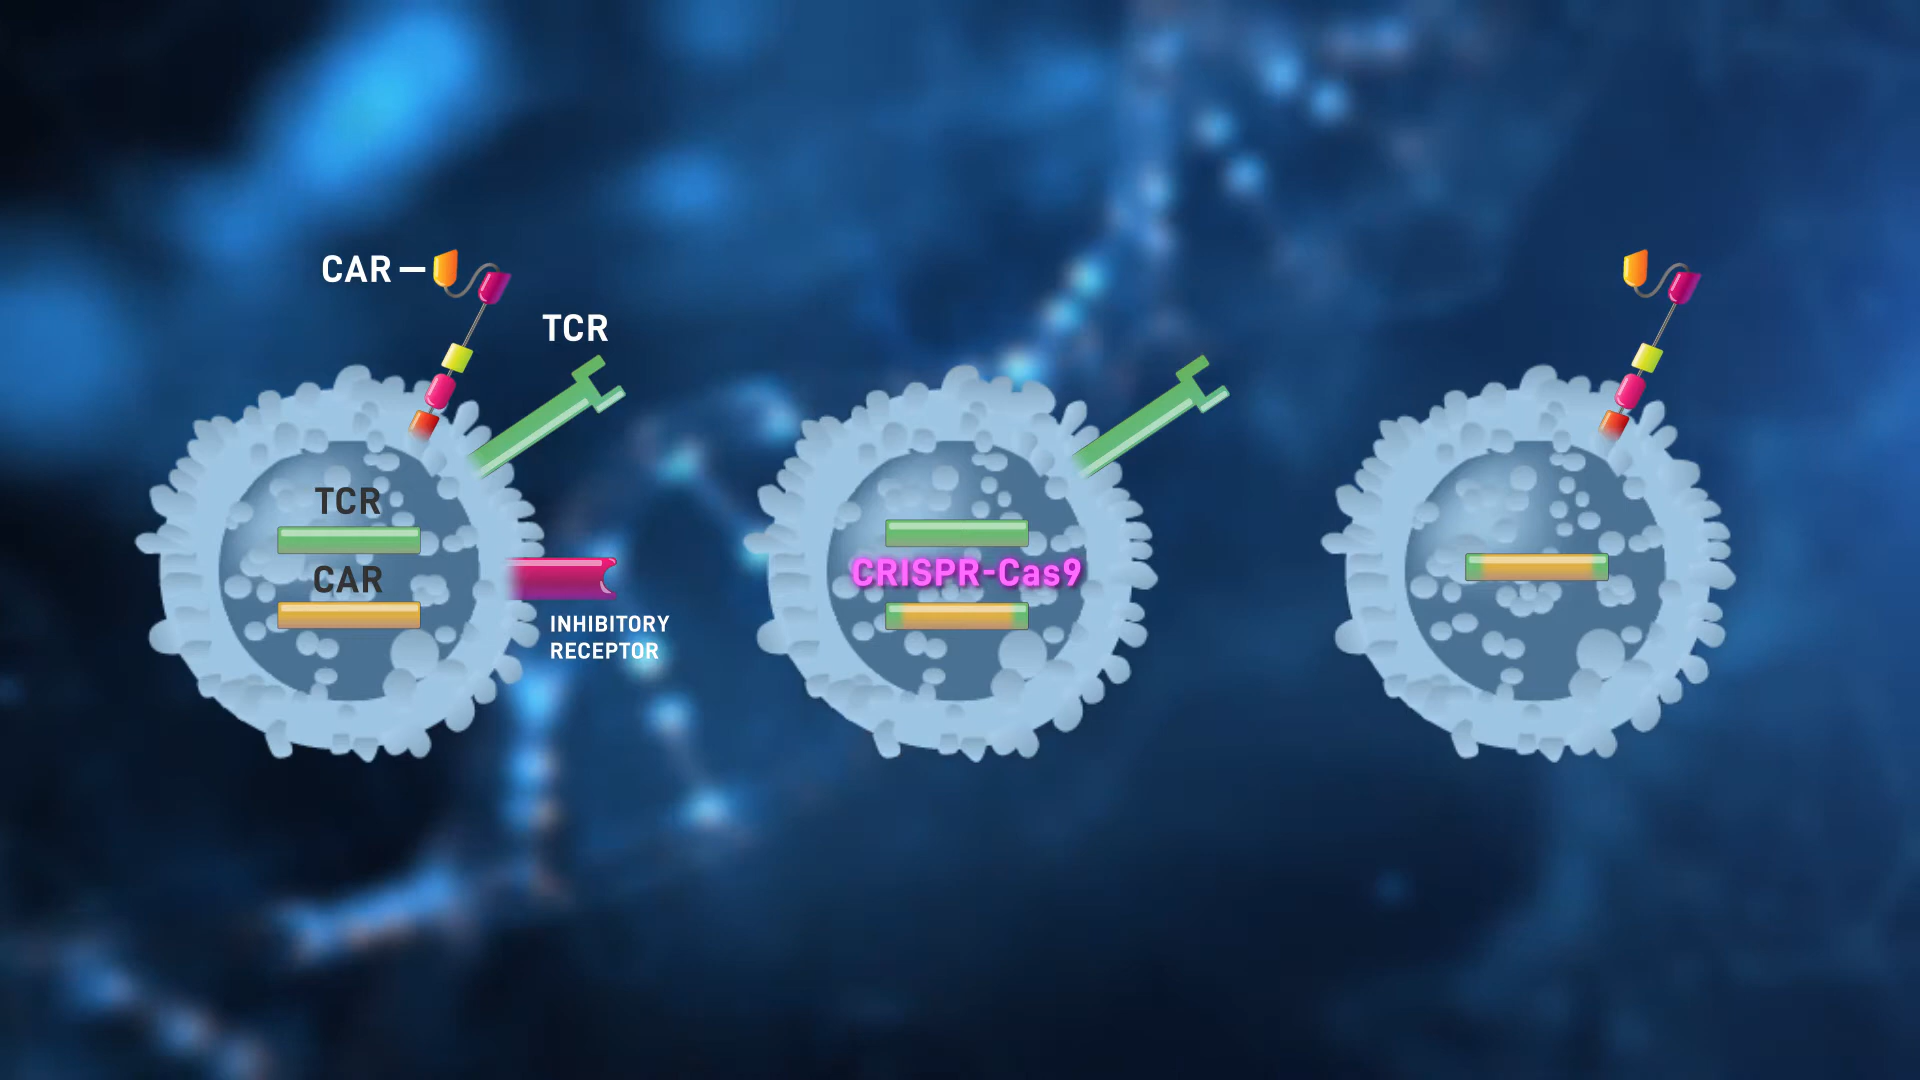 CAR
TCR
TCR
CAR
INHIBITORY
RECEPTOR
CRISPR-Cas9